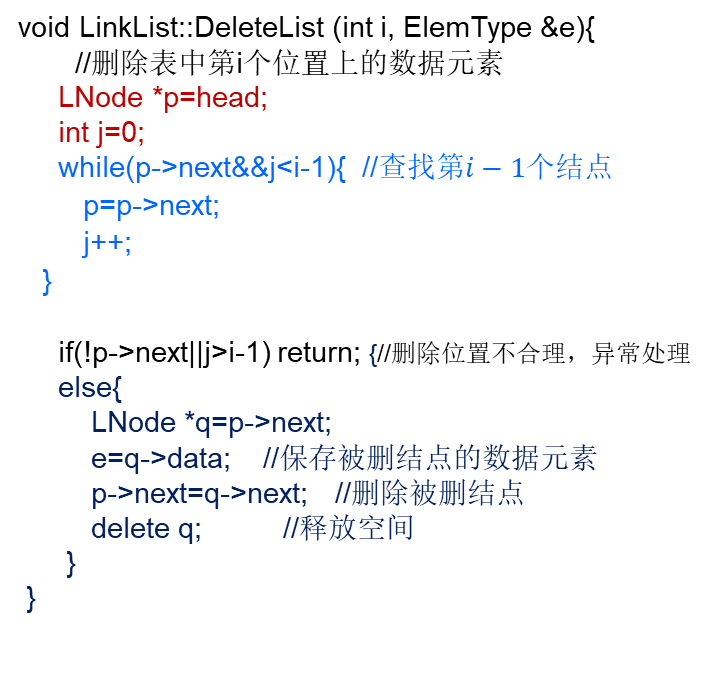 void LinkList::DeleteList (int i, ElemType &e){
//删除表中第i个位置上的数据元素
LNode *p=head;
int j=0;
while(p->next&&j<i-1){ //查找第i − 1个结点
p=p->next;
j++;
}
if(!p->next||j>i-1) return; {//删除位置不合理，异常处理
else{
LNode *q=p->next;
e=q->data; //保存被删结点的数据元素
p->next=q->next; //删除被删结点
delete q; //释放空间
}
}